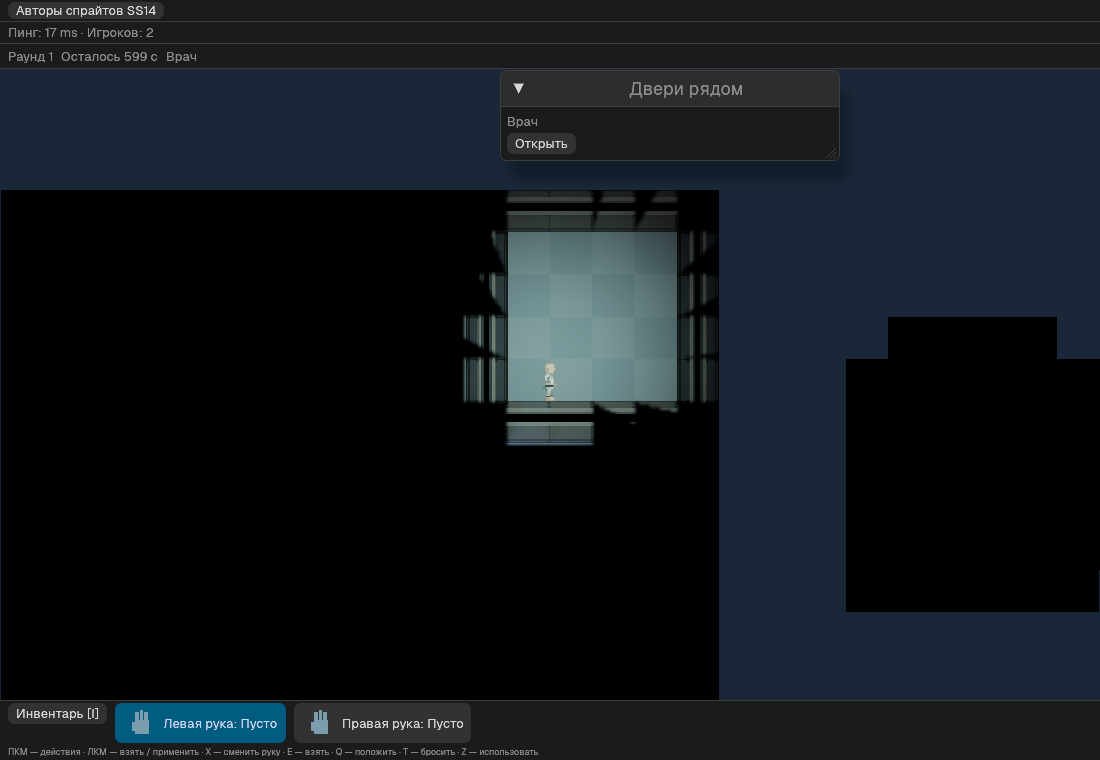 Авторы спрайтов SS14
Пинг: 17 ms · Игроков: 2
Раунд 1 Осталось 599 с Врач
▼ Двери рядом
Врач
Открыть
Инвентарь [I]
Левая рука: Пусто
Правая рука: Пусто
ПКМ — действия · ЛКМ — взять / применить · X — сменить руку · E — взять · Q — положить · T — бросить · Z — использовать